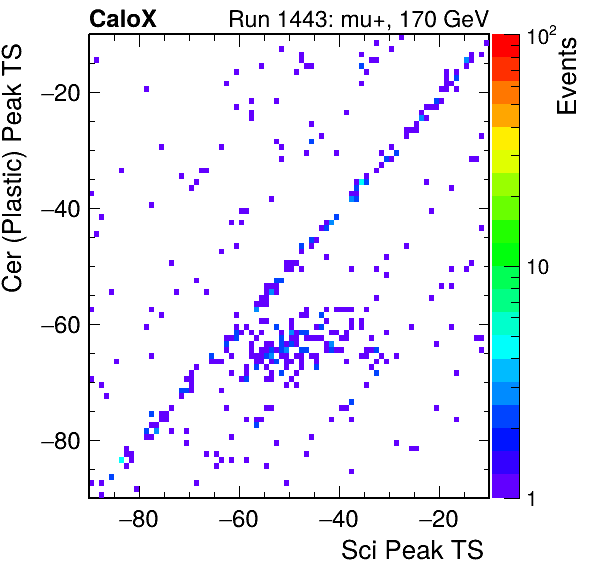 CaloX Run 1443: mu+, 170 GeV
Cer (Plastic) Peak TS
−20
−40
−60
−80
−80 −60 −40 −20
Sci Peak TS
10²
10
1
Events